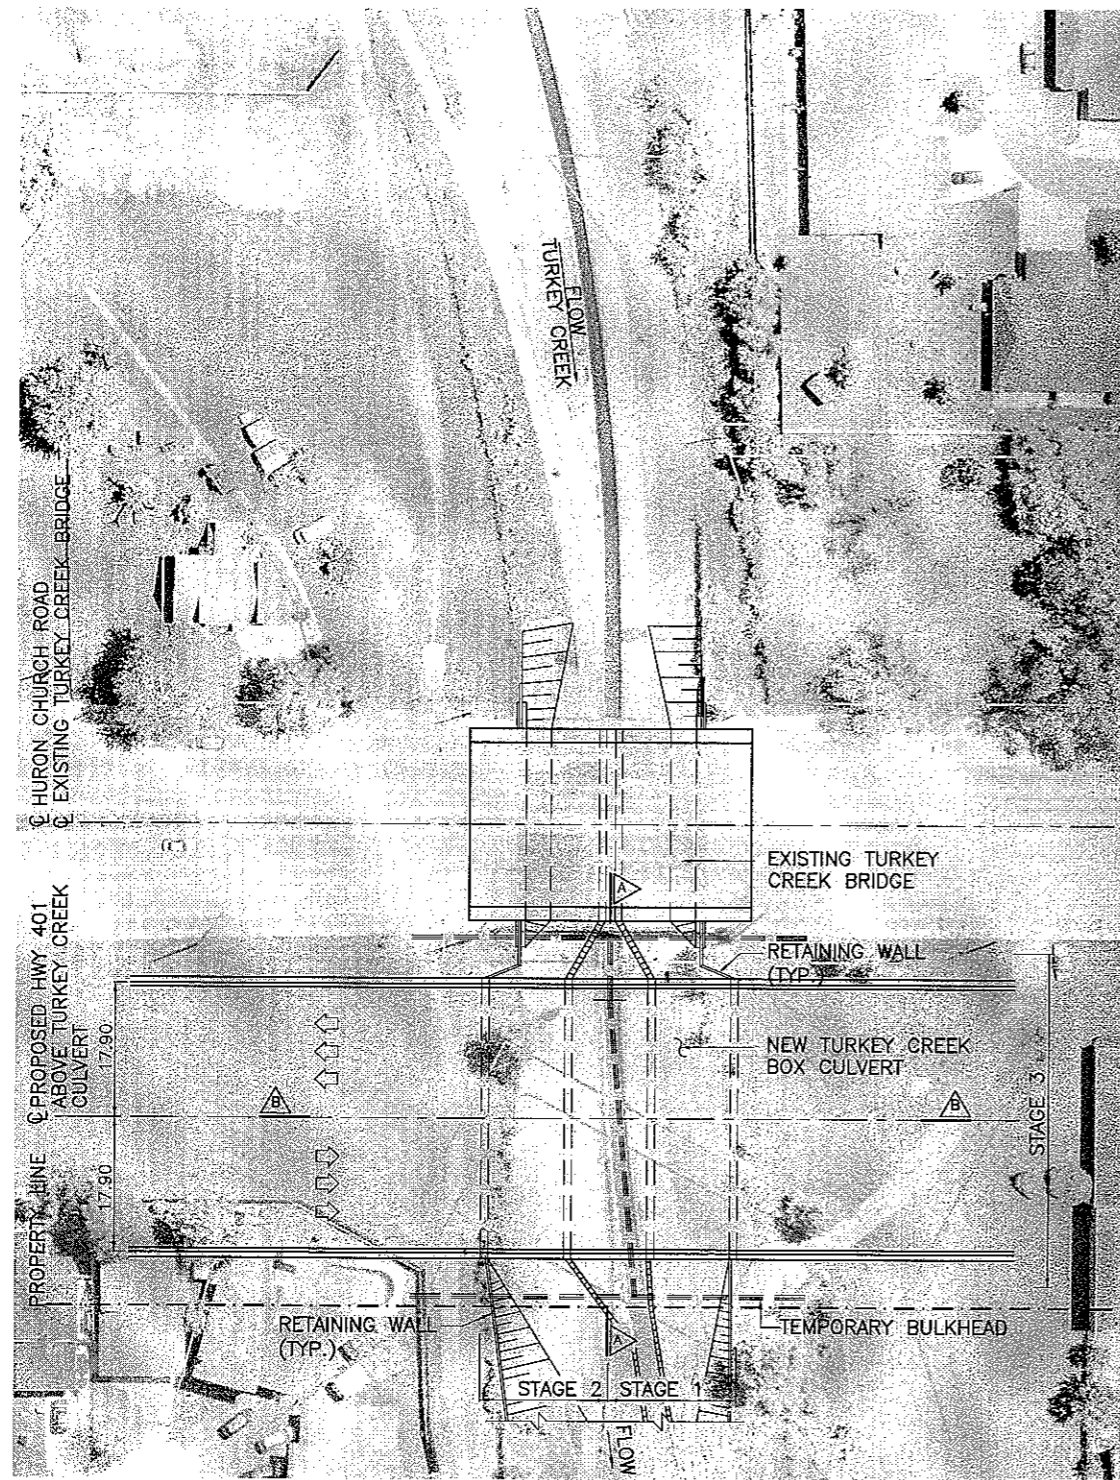 FLOW
TURKEY CREEK
℄ HURON CHURCH ROAD
℄ EXISTING TURKEY CREEK BRIDGE
EXISTING TURKEY
CREEK BRIDGE
A
RETAINING WALL
(TYP.)
℄ PROPOSED HWY 401
ABOVE TURKEY CREEK
CULVERT
PROPERTY LINE
17.90
17.90
NEW TURKEY CREEK
BOX CULVERT
B
B
STAGE 3
RETAINING WALL
(TYP.)
A
TEMPORARY BULKHEAD
STAGE 2
STAGE 1
FLOW